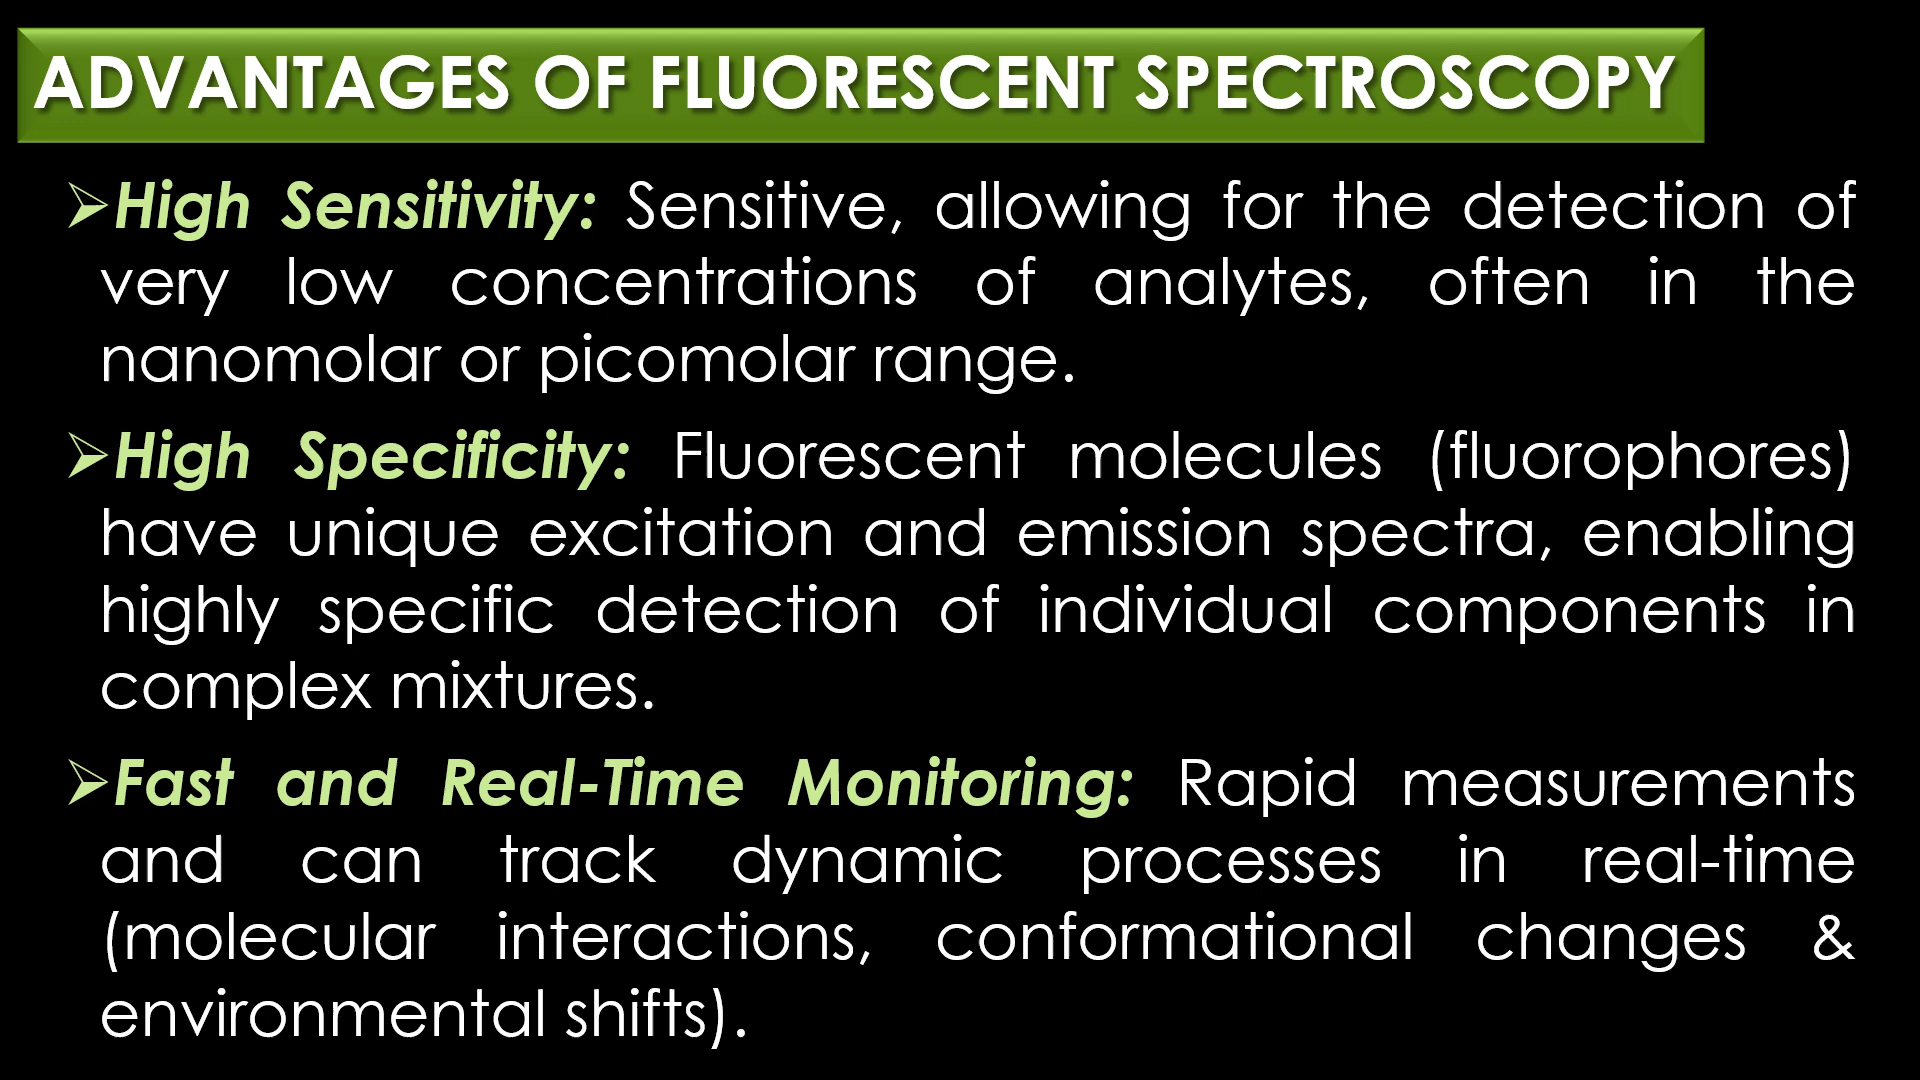 ADVANTAGES OF FLUORESCENT SPECTROSCOPY
➢High Sensitivity: Sensitive, allowing for the detection of
very low concentrations of analytes, often in the
nanomolar or picomolar range.
➢High Specificity: Fluorescent molecules (fluorophores)
have unique excitation and emission spectra, enabling
highly specific detection of individual components in
complex mixtures.
➢Fast and Real-Time Monitoring: Rapid measurements
and can track dynamic processes in real-time
(molecular interactions, conformational changes &
environmental shifts).